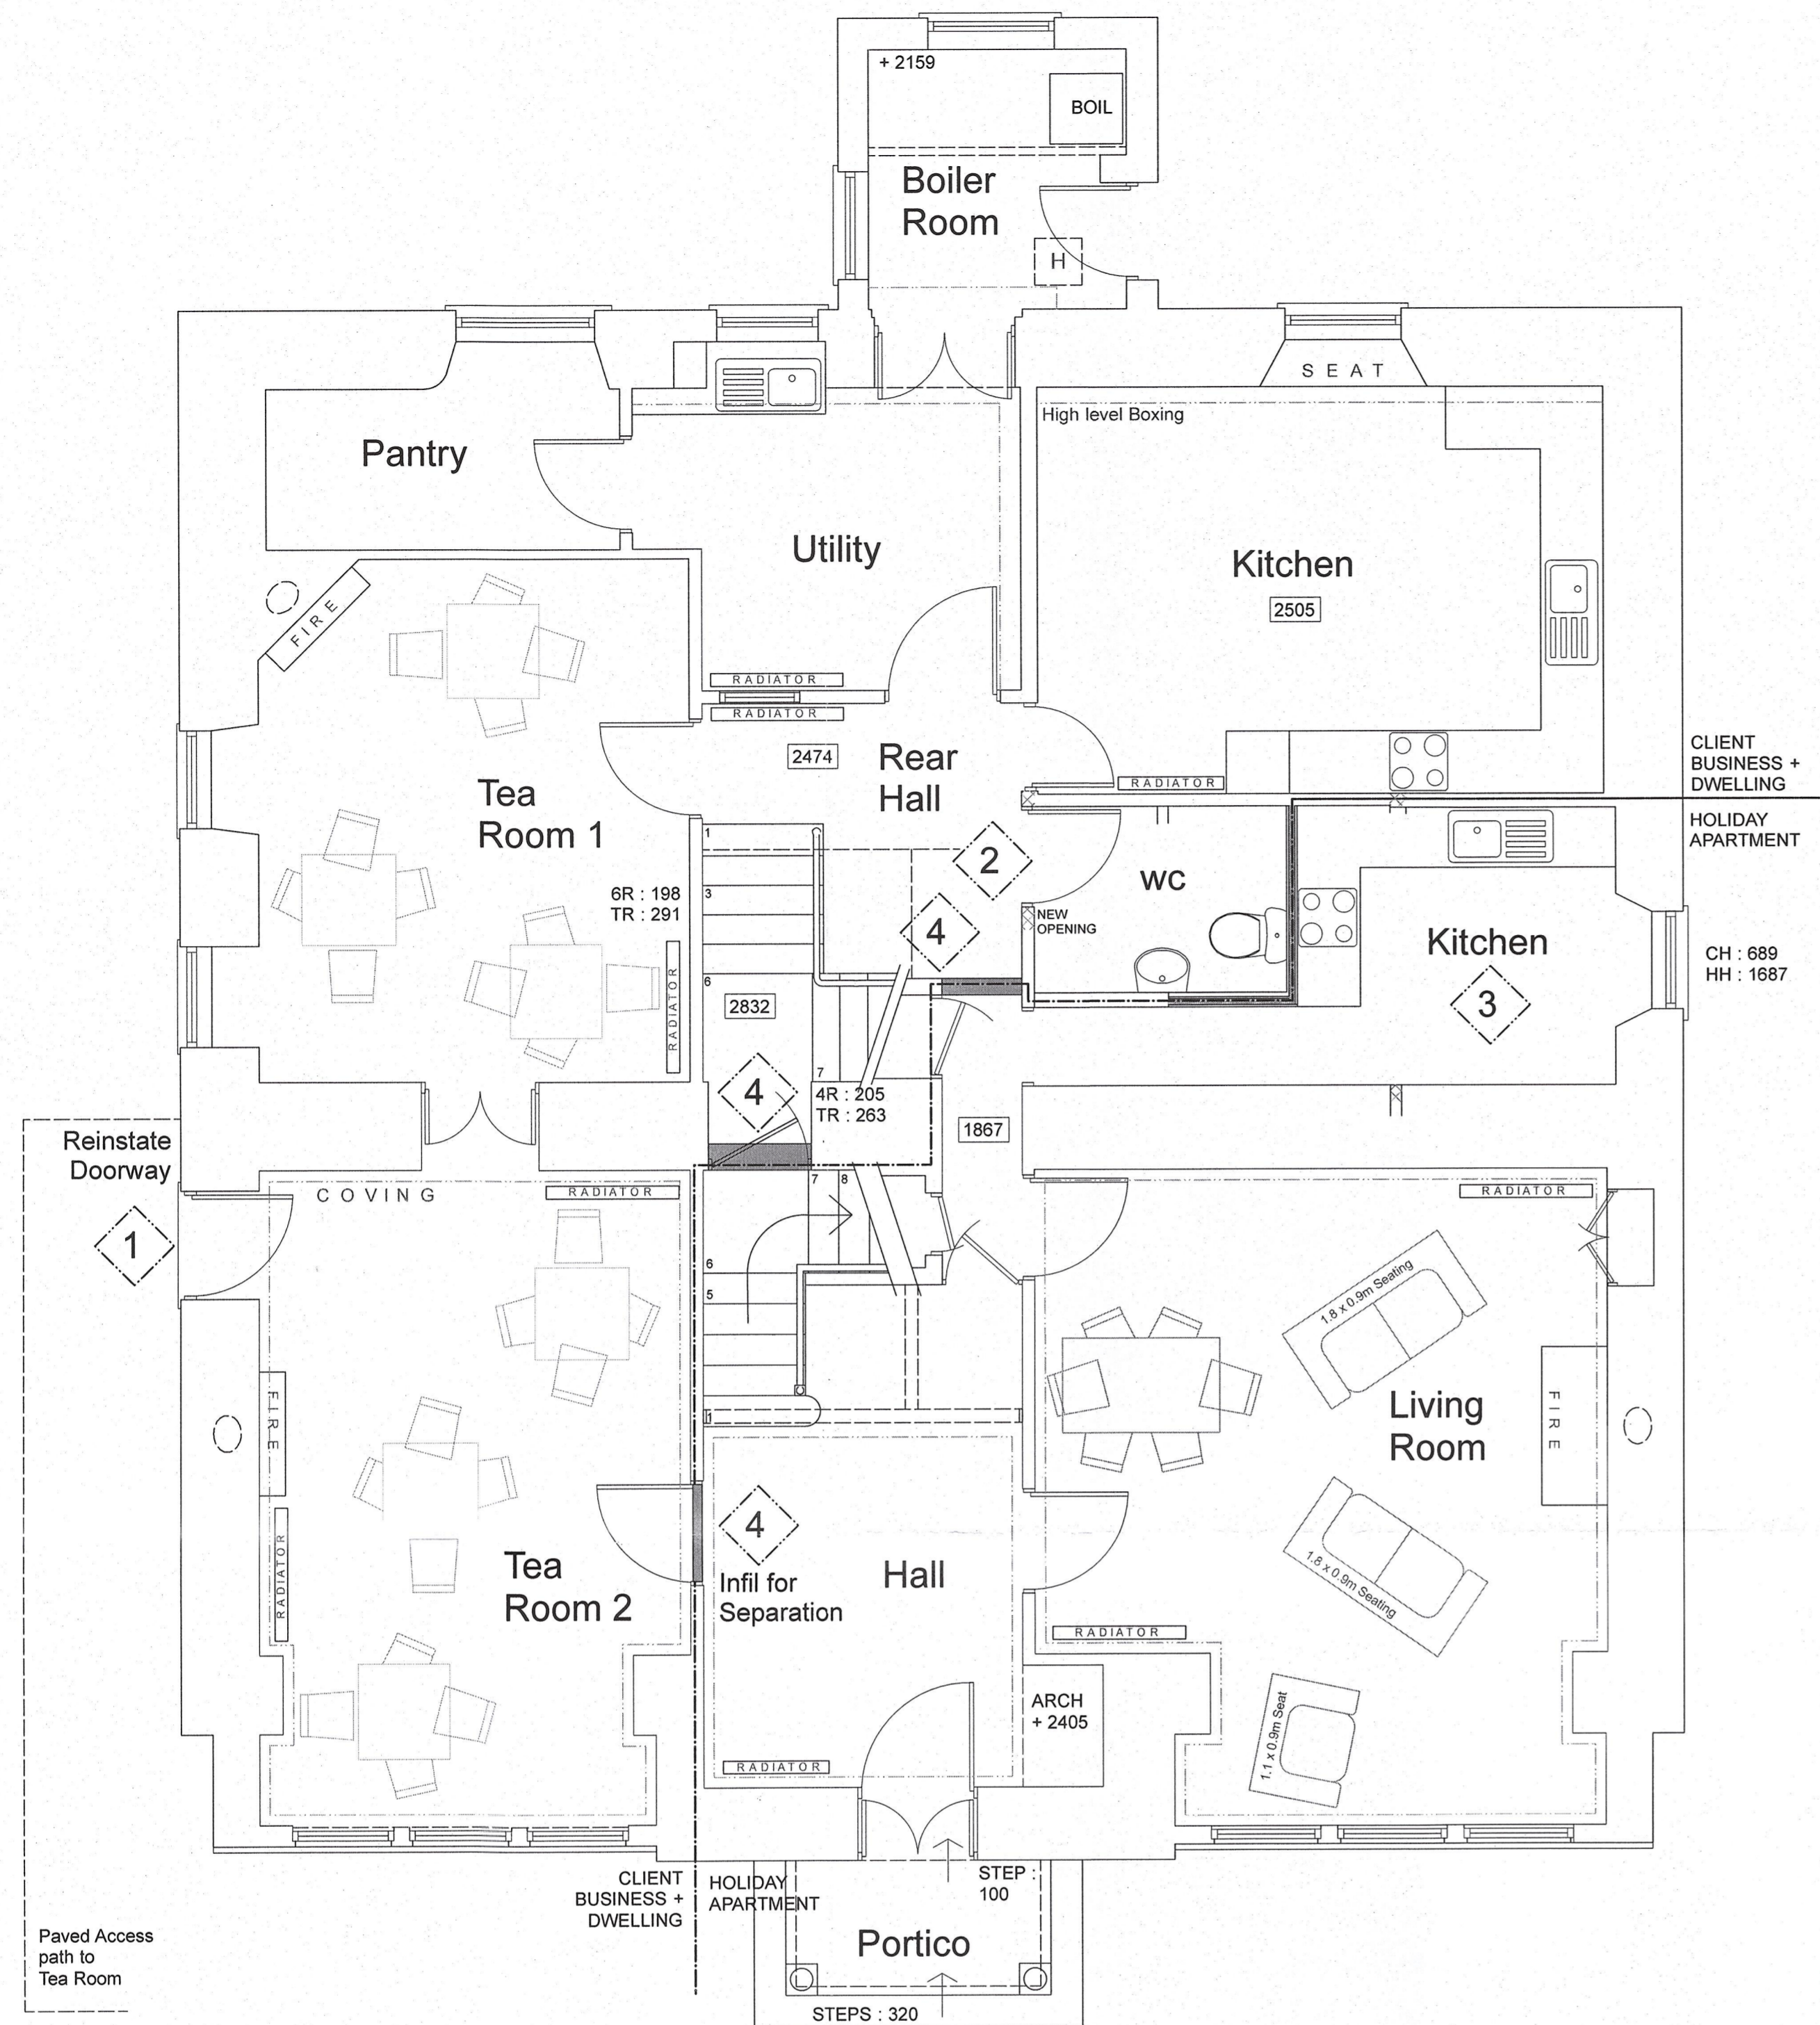 + 2159
BOIL
Boiler
Room
H
SEAT
High level Boxing
Pantry
Utility
Kitchen
2505
FIRE
RADIATOR
RADIATOR
2474
Rear
Hall
RADIATOR
CLIENT
BUSINESS +
DWELLING
HOLIDAY
APARTMENT
Tea
Room 1
1
2
WC
6R : 198
TR : 291
3
4
NEW
OPENING
Kitchen
3
CH : 689
HH : 1687
RADIATOR
6
2832
7
4
4R : 205
TR : 263
1867
Reinstate
Doorway
COVING
RADIATOR
7
8
RADIATOR
1
6
5
1.8 x 0.9m Seating
FIRE
1
Living
Room
FIRE
4
RADIATOR
Tea
Room 2
Infil for
Separation
Hall
1.8 x 0.9m Seating
RADIATOR
ARCH
+ 2405
1.1 x 0.9m Seat
RADIATOR
CLIENT
BUSINESS +
DWELLING
HOLIDAY
APARTMENT
STEP :
100
Portico
Paved Access
path to
Tea Room
STEPS : 320